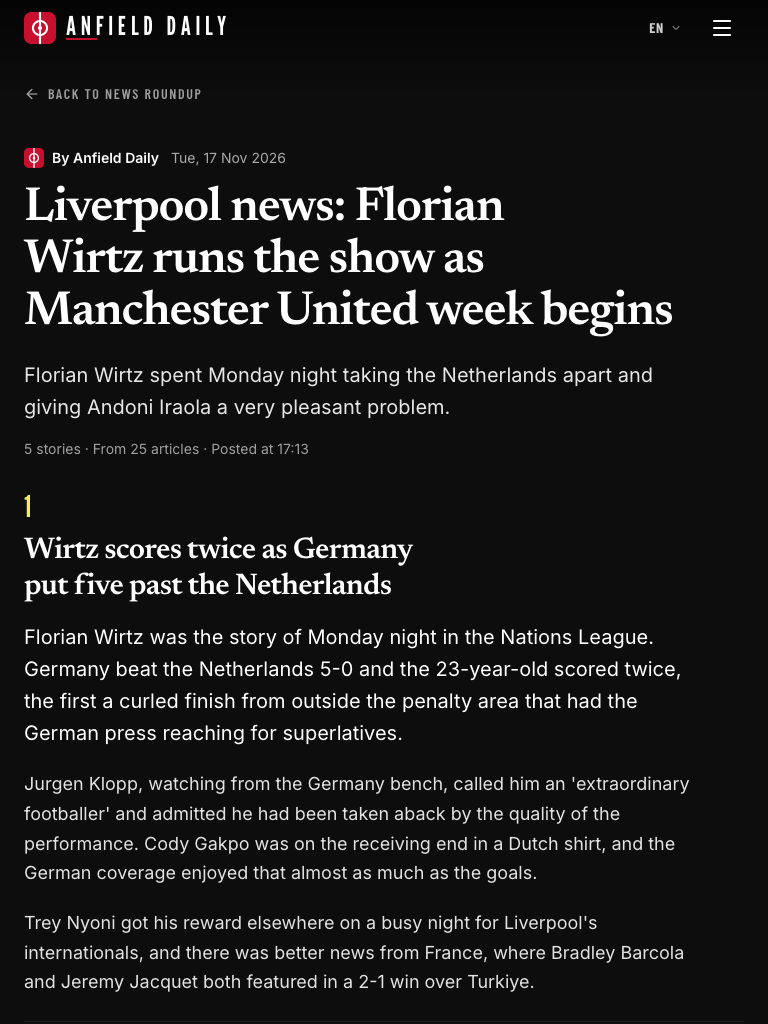 ANFIELD DAILY
EN
BACK TO NEWS ROUNDUP
By Anfield Daily Tue, 17 Nov 2026
Liverpool news: Florian
Wirtz runs the show as
Manchester United week begins
Florian Wirtz spent Monday night taking the Netherlands apart and
giving Andoni Iraola a very pleasant problem.
5 stories · From 25 articles · Posted at 17:13
1
Wirtz scores twice as Germany
put five past the Netherlands
Florian Wirtz was the story of Monday night in the Nations League.
Germany beat the Netherlands 5-0 and the 23-year-old scored twice,
the first a curled finish from outside the penalty area that had the
German press reaching for superlatives.
Jurgen Klopp, watching from the Germany bench, called him an 'extraordinary
footballer' and admitted he had been taken aback by the quality of the
performance. Cody Gakpo was on the receiving end in a Dutch shirt, and the
German coverage enjoyed that almost as much as the goals.
Trey Nyoni got his reward elsewhere on a busy night for Liverpool's
internationals, and there was better news from France, where Bradley Barcola
and Jeremy Jacquet both featured in a 2-1 win over Turkiye.